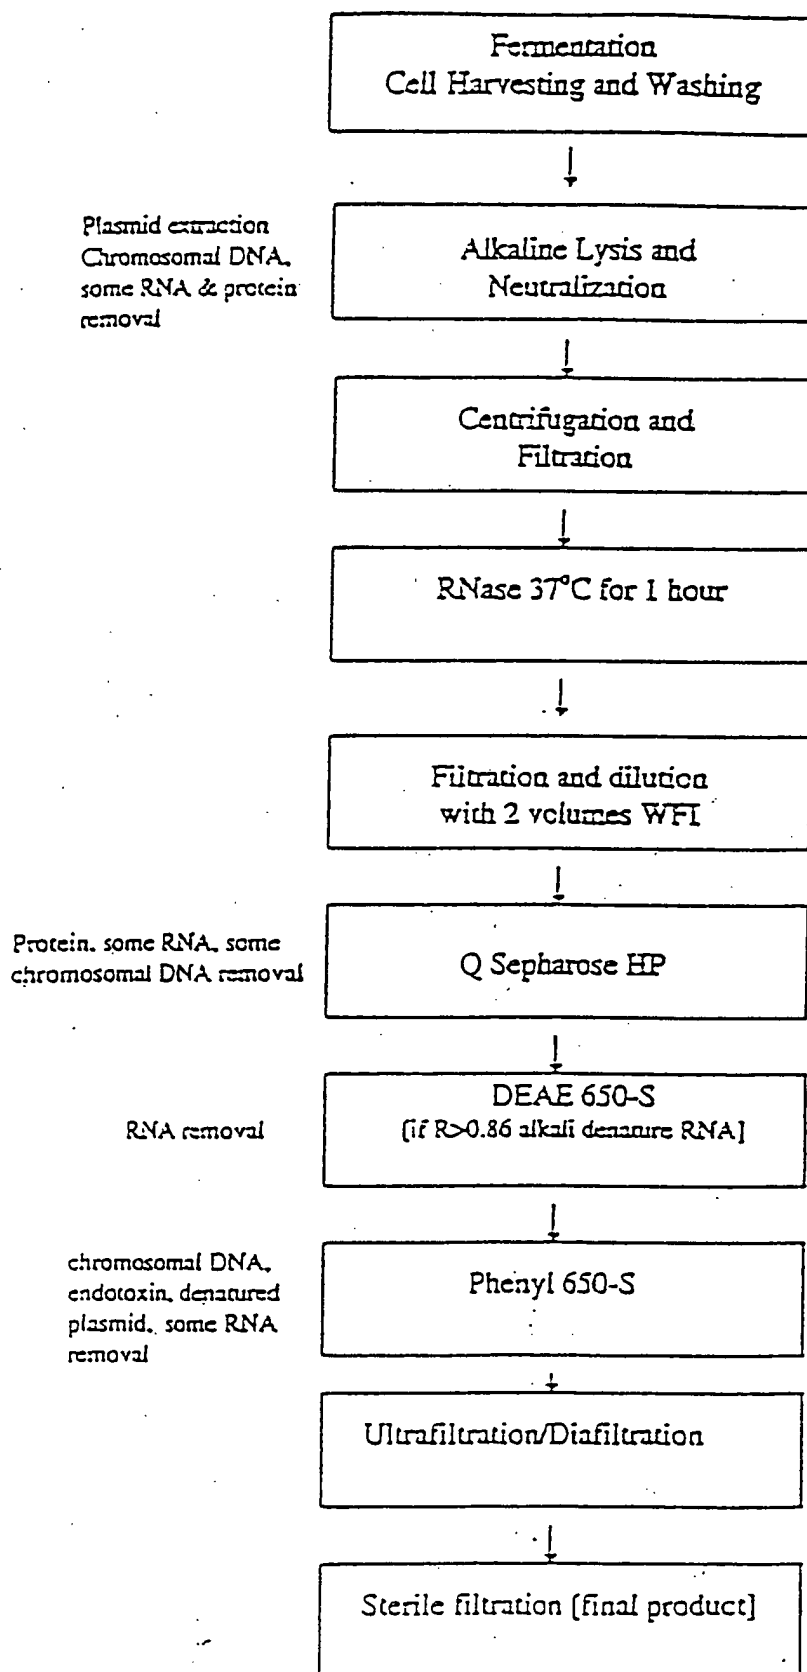 Fermentation
Cell Harvesting and Washing
Plasmid extraction
Chromosomal DNA,
some RNA & protein
removal
Alkaline Lysis and
Neutralization
Centrifugation and
Filtration
RNase 37°C for 1 hour
Filtration and dilution
with 2 volumes WFI
Protein, some RNA, some
chromosomal DNA removal
Q Sepharose HP
RNA removal
DEAE 650-S
[if R>0.86 alkali denature RNA]
chromosomal DNA,
endotoxin, denatured
plasmid, some RNA
removal
Phenyl 650-S
Ultrafiltration/Diafiltration
Sterile filtration [final product]